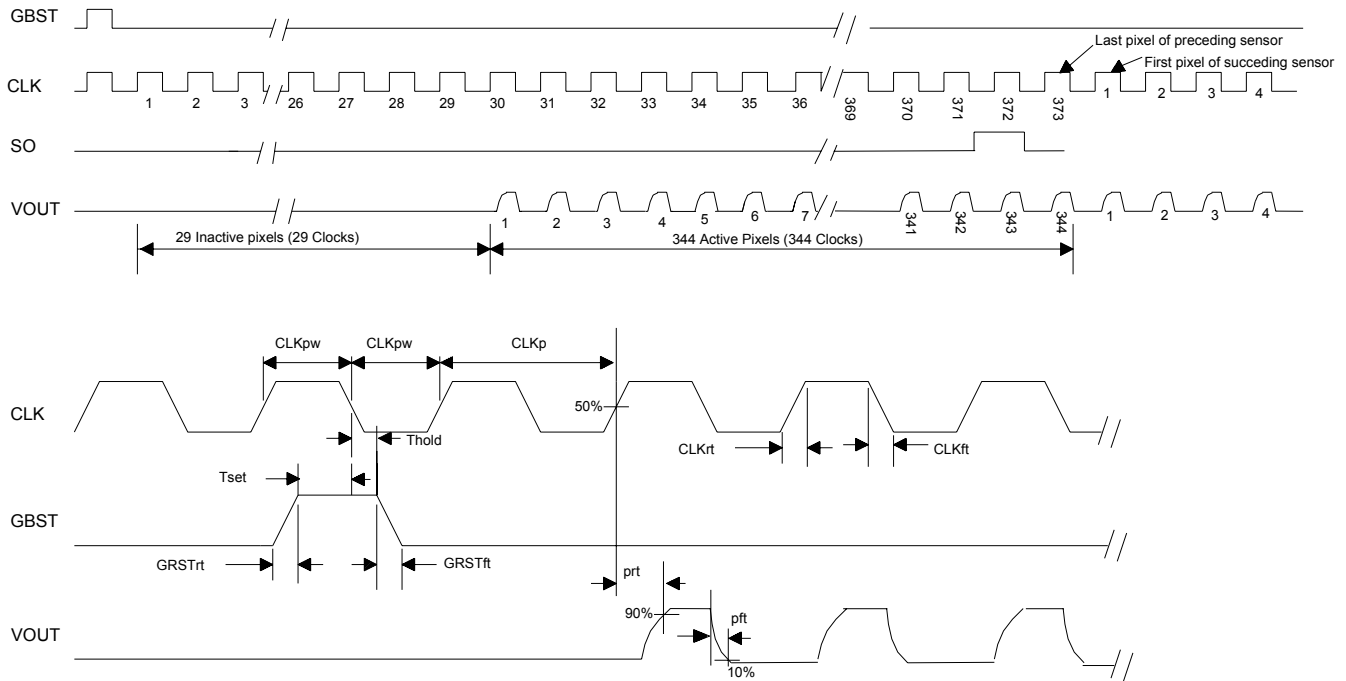 GBST
Last pixel of preceding sensor
First pixel of succeding sensor
CLK
1 2 3 26 27 28 29 30 31 32 33 34 35 36 369 370 371 372 373 1 2 3 4
SO
VOUT
1 2 3 4 5 6 7 341 342 343 344 1 2 3 4
29 Inactive pixels (29 Clocks)
344 Active Pixels (344 Clocks)
CLKpw CLKpw CLKp
CLK
50%
Thold
CLKrt
CLKft
Tset
GBST
GRSTrt
GRSTft
prt
90%
pft
VOUT
10%